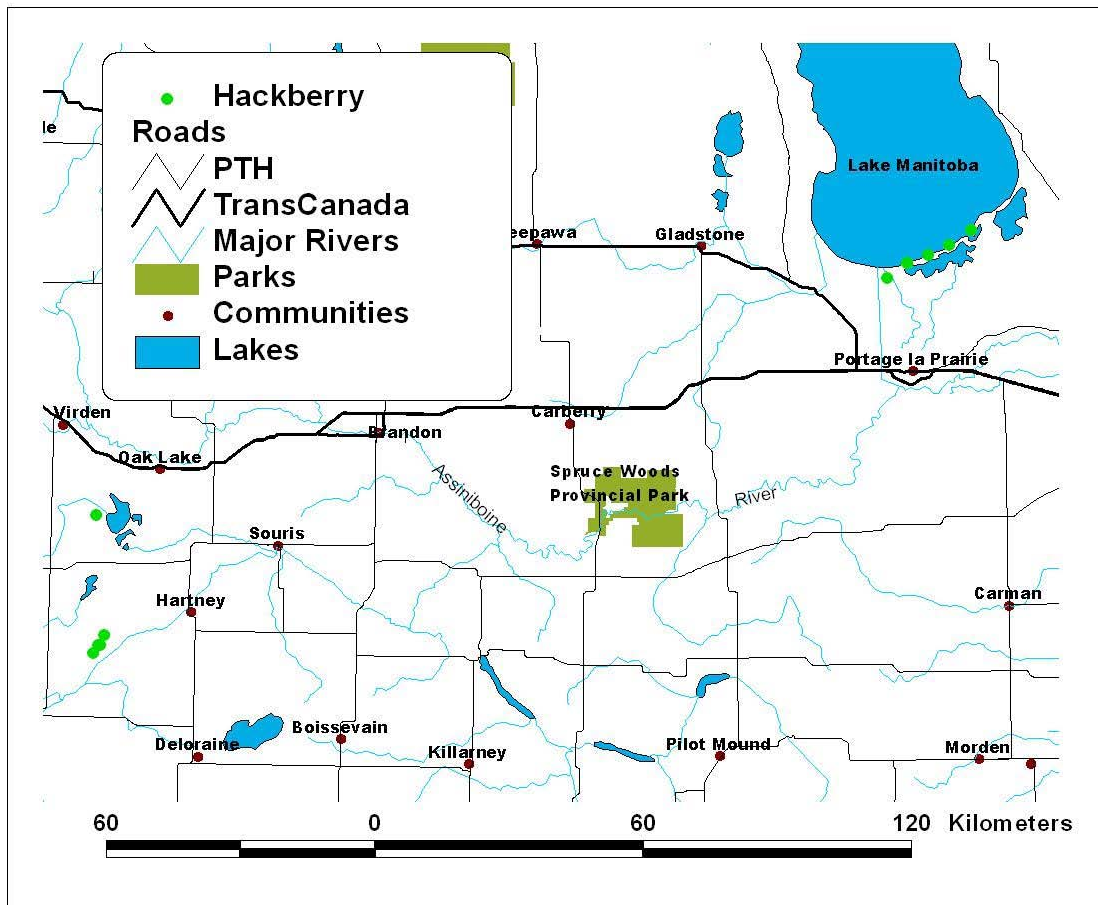 Hackberry
Roads
PTH
TransCanada
Major Rivers
Parks
Communities
Lakes
le
Lake Manitoba
eepawa
Gladstone
Portage la Prairie
Virden
Carberry
Brandon
Oak Lake
Assiniboine
Spruce Woods
Provincial Park
River
Souris
Hartney
Carman
Deloraine
Boissevain
Killarney
Pilot Mound
Morden
60 0 60 120 Kilometers